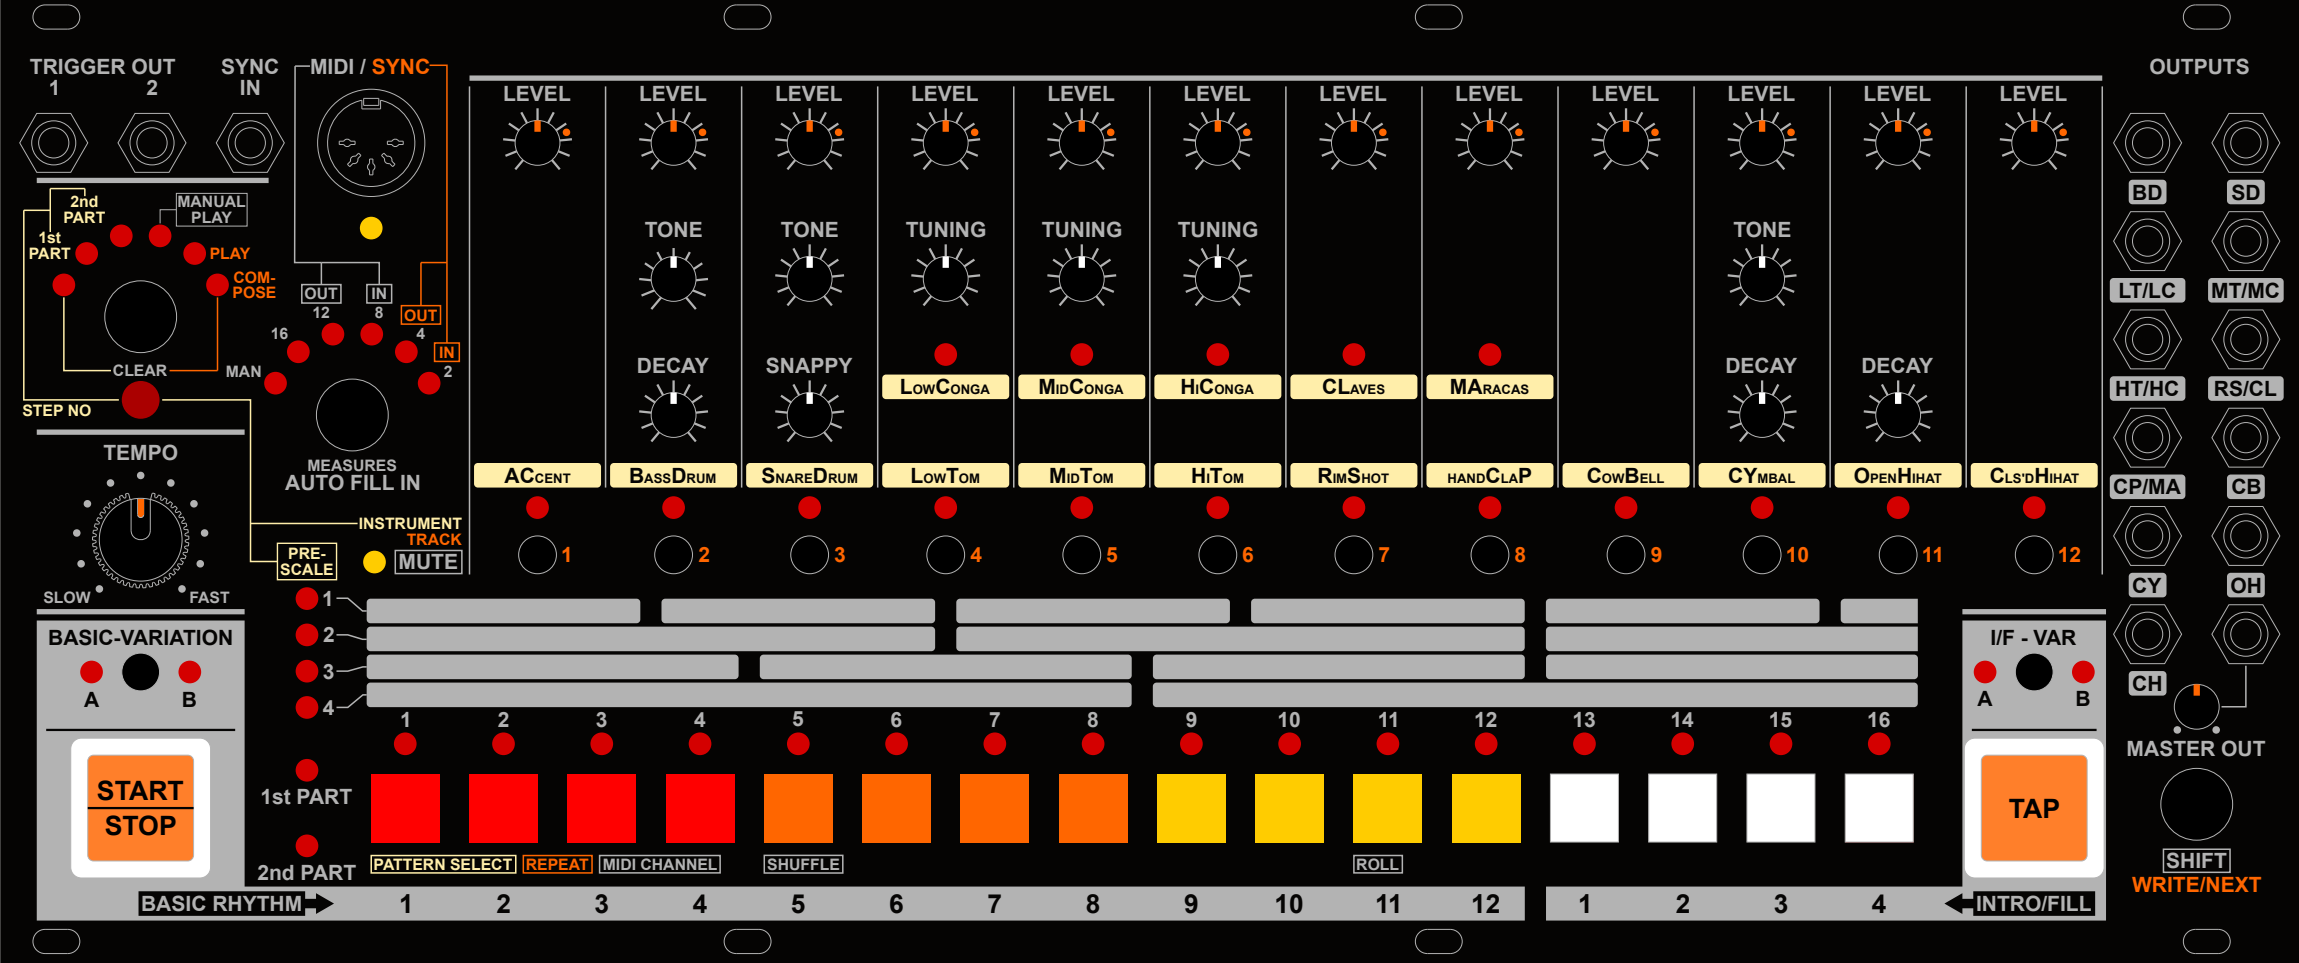 TRIGGER OUT
1 2
SYNC
IN
MIDI / SYNC
OUTPUTS
2nd
PART
1st
PART
MANUAL
PLAY
PLAY
COM-
POSE
CLEAR
STEP NO
OUT
IN
OUT
IN
MAN
16
12
8
4
2
MEASURES
AUTO FILL IN
TEMPO
SLOW FAST
INSTRUMENT
TRACK
MUTE
PRE-
SCALE
LEVEL LEVEL LEVEL LEVEL LEVEL LEVEL LEVEL LEVEL LEVEL LEVEL LEVEL LEVEL
TONE TONE TUNING TUNING TUNING TONE
DECAY SNAPPY DECAY DECAY
LowConga MidConga HiConga CLaves MAracas
ACcent BassDrum SnareDrum LowTom MidTom HiTom RimShot handClaP CowBell CYmbal OpenHihat Cls'dHihat
1 2 3 4 5 6 7 8 9 10 11 12
BD SD
LT/LC MT/MC
HT/HC RS/CL
CP/MA CB
CY OH
CH
MASTER OUT
SHIFT
WRITE/NEXT
BASIC-VARIATION
A B
START
STOP
1
2
3
4
1 2 3 4 5 6 7 8 9 10 11 12 13 14 15 16
1st PART
2nd PART
PATTERN SELECT REPEAT MIDI CHANNEL SHUFFLE ROLL
I/F - VAR
A B
TAP
BASIC RHYTHM 1 2 3 4 5 6 7 8 9 10 11 12 1 2 3 4 INTRO/FILL